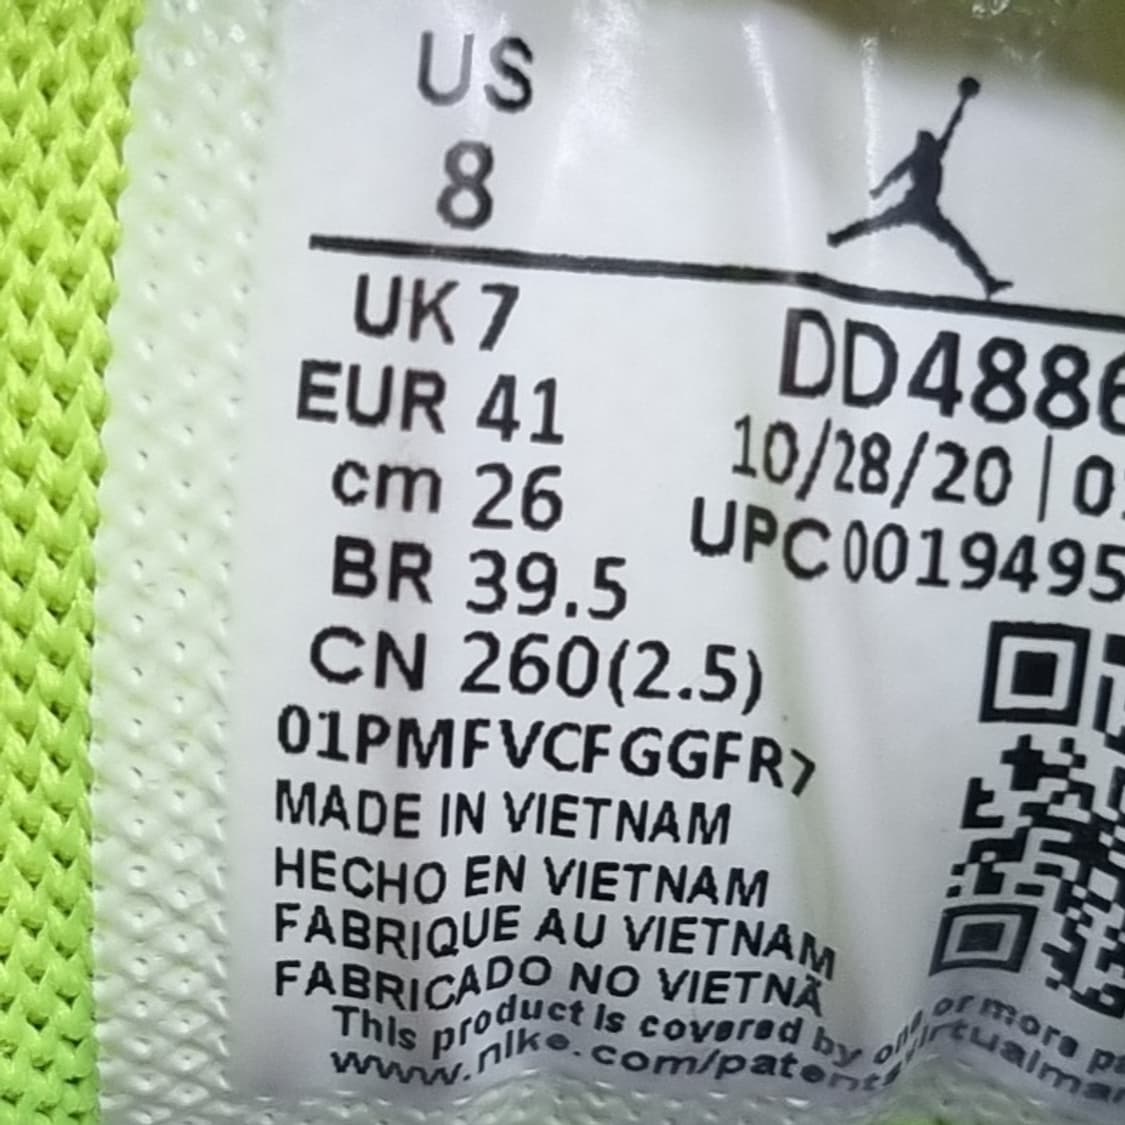 US
8
UK 7
EUR 41
cm 26
BR 39.5
CN 260(2.5)
01PMFVCFGGFR7
MADE IN VIETNAM
HECHO EN VIETNAM
FABRIQUE AU VIETNAM
FABRICADO NO VIETNÃ
DD4886
10/28/20 | 0
UPC0019495
This product is covered by one or more
www.nike.com/patents